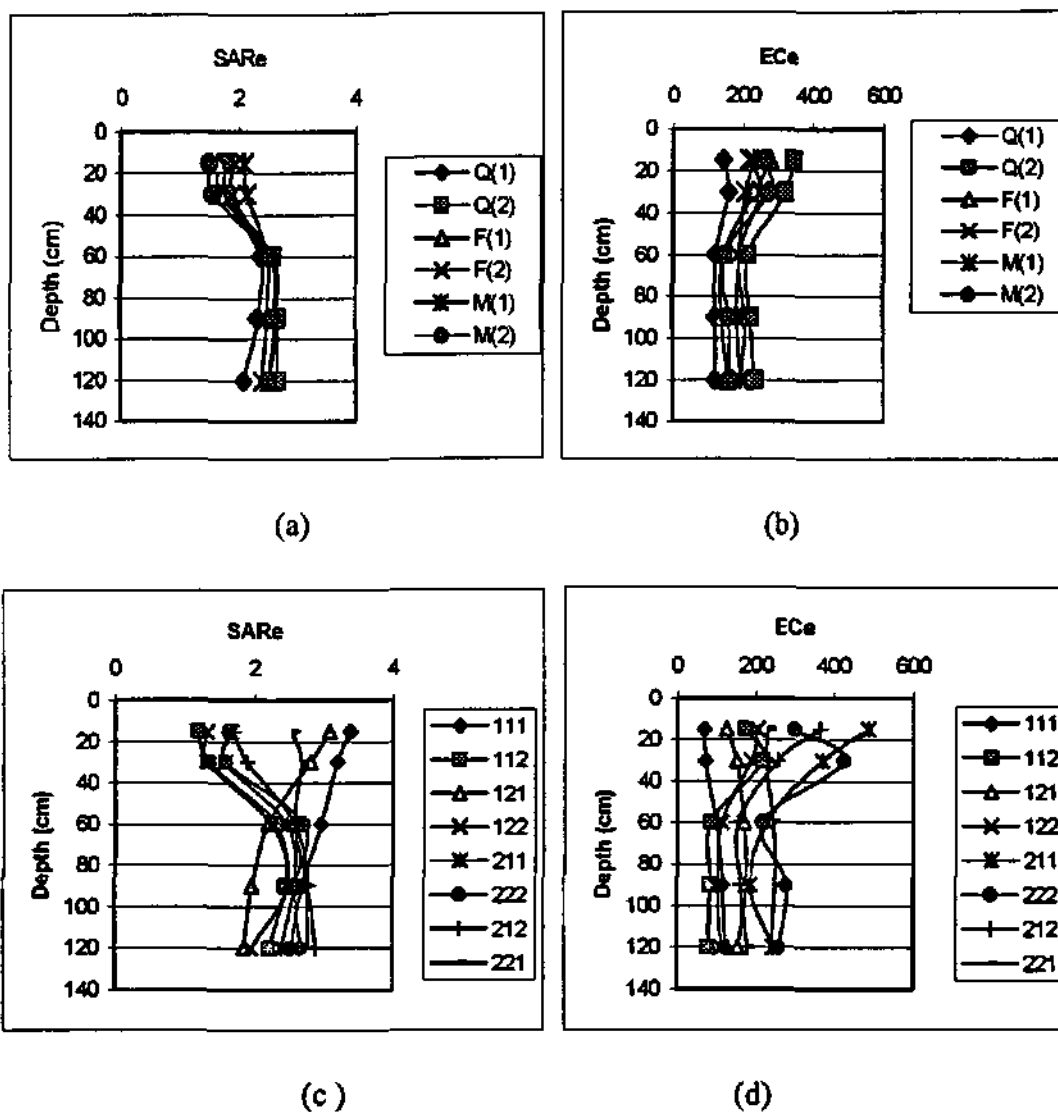 SARe
0 2 4
0
20
40
60
80
100
120
140
Depth (cm)
Q(1)
Q(2)
F(1)
F(2)
M(1)
M(2)
(a)
ECe
0 200 400 600
0
20
40
60
80
100
120
140
Depth (cm)
Q(1)
Q(2)
F(1)
F(2)
M(1)
M(2)
(b)
SARe
0 2 4
0
20
40
60
80
100
120
140
Depth (cm)
111
112
121
122
211
222
212
221
(c )
ECe
0 200 400 600
0
20
40
60
80
100
120
140
Depth (cm)
111
112
121
122
211
222
212
221
(d)